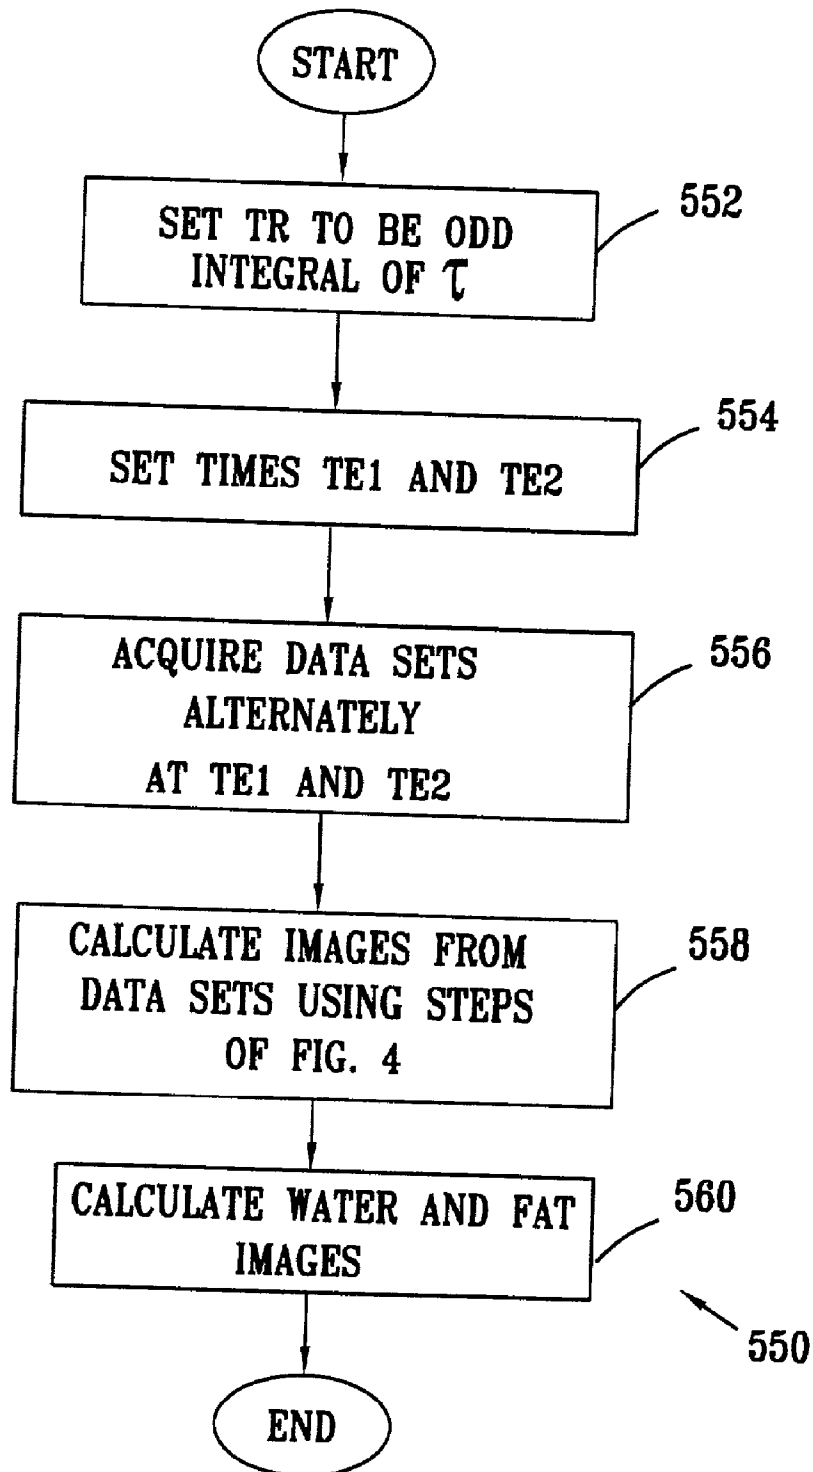 START
SET TR TO BE ODD
INTEGRAL OF τ
552
SET TIMES TE1 AND TE2
554
ACQUIRE DATA SETS
ALTERNATELY
AT TE1 AND TE2
556
CALCULATE IMAGES FROM
DATA SETS USING STEPS
OF FIG. 4
558
CALCULATE WATER AND FAT
IMAGES
560
550
END